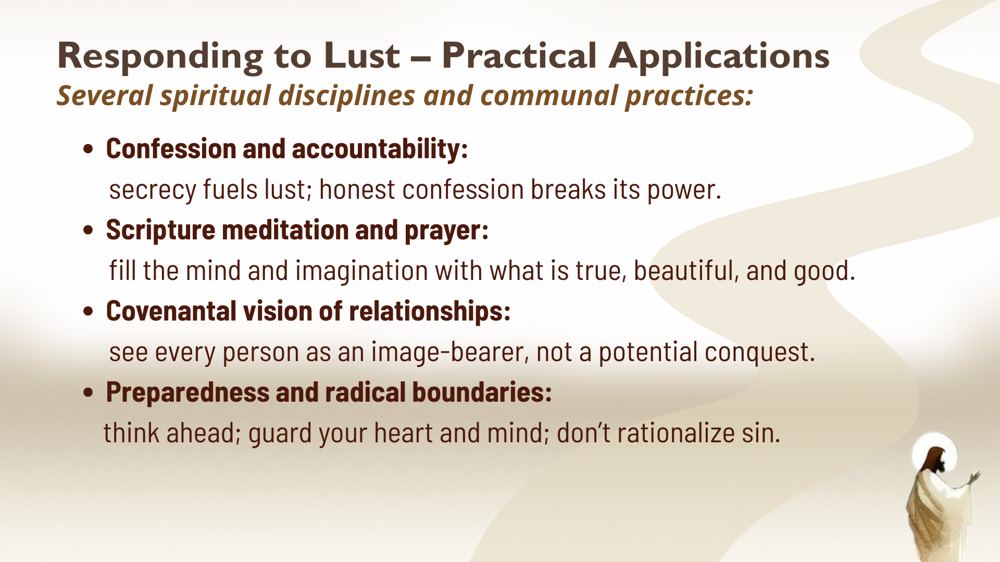 Responding to Lust – Practical Applications
Several spiritual disciplines and communal practices:
• Confession and accountability:
secrecy fuels lust; honest confession breaks its power.
• Scripture meditation and prayer:
fill the mind and imagination with what is true, beautiful, and good.
• Covenantal vision of relationships:
see every person as an image-bearer, not a potential conquest.
• Preparedness and radical boundaries:
think ahead; guard your heart and mind; don’t rationalize sin.